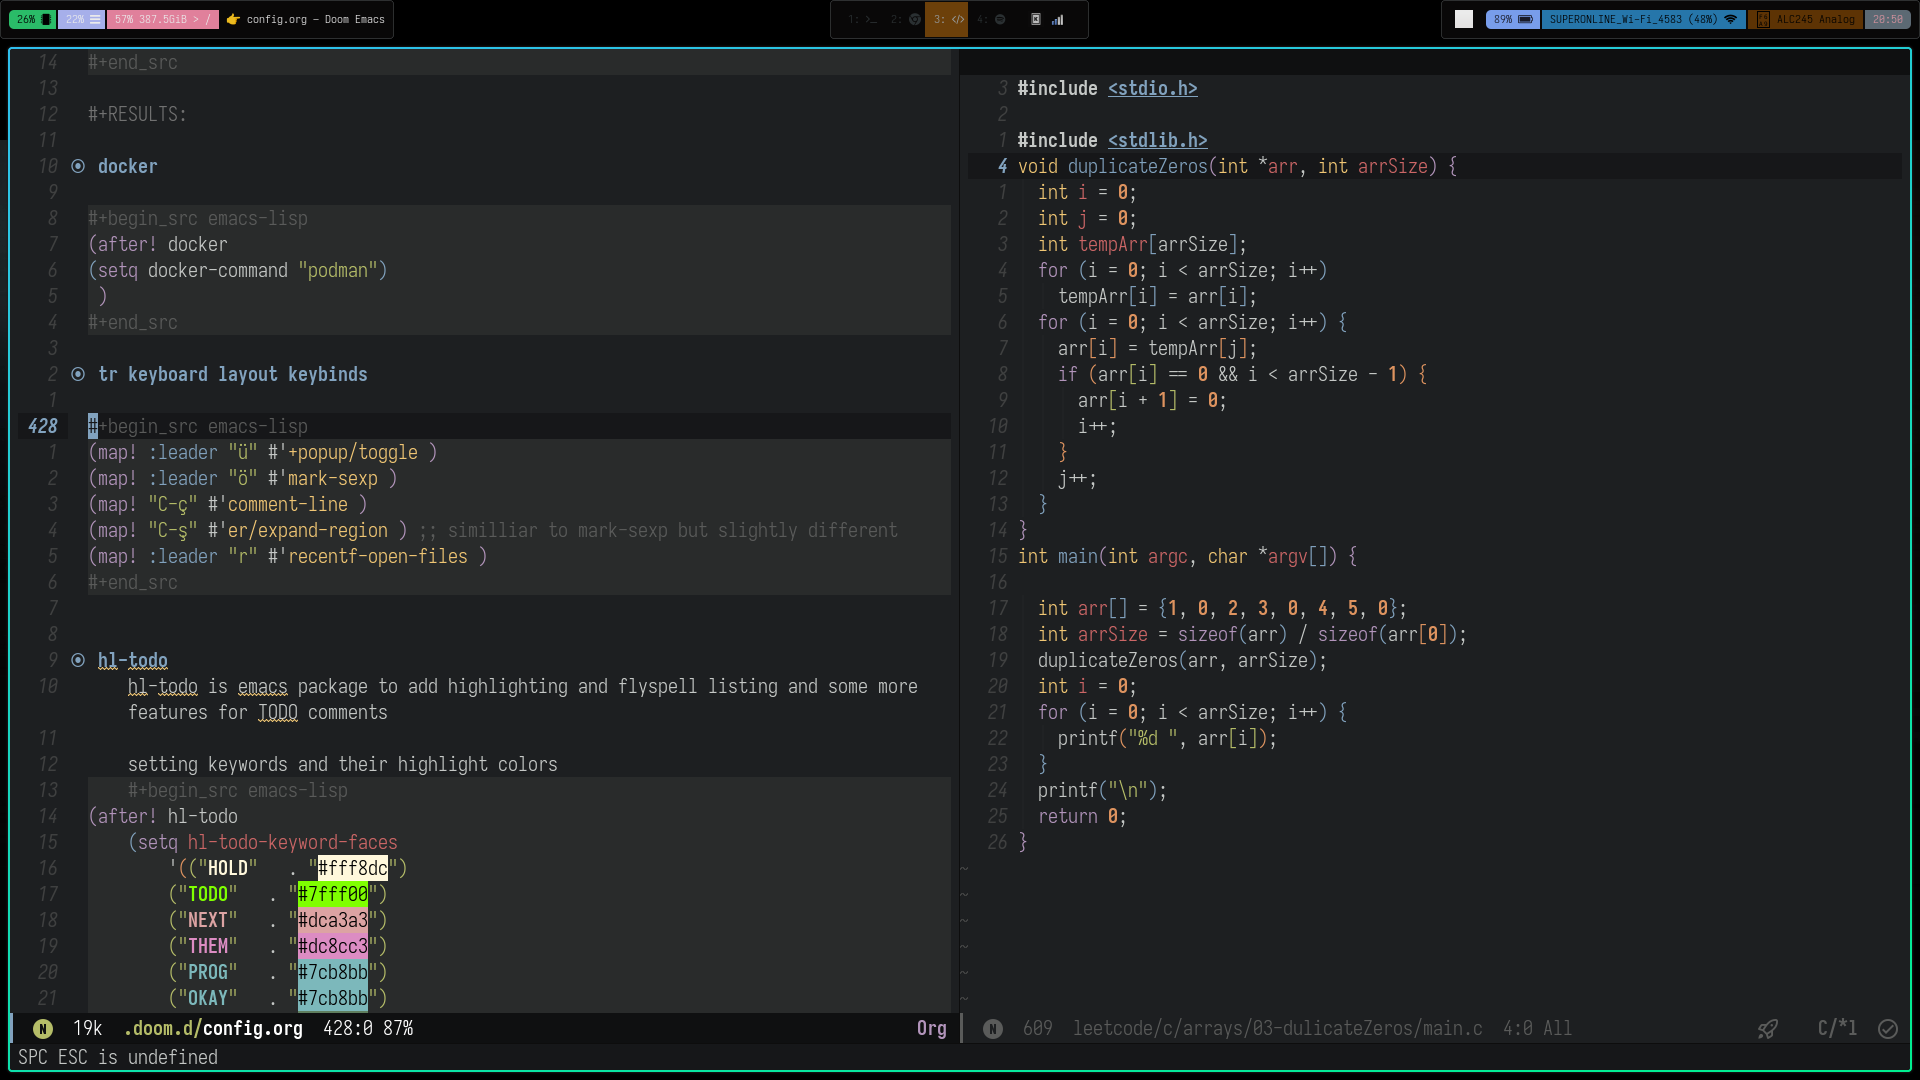 26% 22% 57% 387.5GiB > / 👉 config.org – Doom Emacs
1: >_ 2: 3: </> 4:
89% SUPERONLINE_Wi-Fi_4583 (48%) ALC245 Analog 20:50
14 #+end_src
13
12 #+RESULTS:
11
10 docker
9
8 #+begin_src emacs-lisp
7 (after! docker
6 (setq docker-command "podman")
5 )
4 #+end_src
3
2 tr keyboard layout keybinds
1
428 #+begin_src emacs-lisp
1 (map! :leader "ü" #'+popup/toggle )
2 (map! :leader "ö" #'mark-sexp )
3 (map! "C-ç" #'comment-line )
4 (map! "C-ş" #'er/expand-region ) ;; similliar to mark-sexp but slightly different
5 (map! :leader "r" #'recentf-open-files )
6 #+end_src
7
8
9 hl-todo
10 hl-todo is emacs package to add highlighting and flyspell listing and some more
features for TODO comments
11
12 setting keywords and their highlight colors
13 #+begin_src emacs-lisp
14 (after! hl-todo
15 (setq hl-todo-keyword-faces
16 '(("HOLD" . "#fff8dc")
17 ("TODO" . "#7fff00")
18 ("NEXT" . "#dca3a3")
19 ("THEM" . "#dc8cc3")
20 ("PROG" . "#7cb8bb")
21 ("OKAY" . "#7cb8bb")
N 19k .doom.d/config.org 428:0 87% Org
3 #include <stdio.h>
2
1 #include <stdlib.h>
4 void duplicateZeros(int *arr, int arrSize) {
1 int i = 0;
2 int j = 0;
3 int tempArr[arrSize];
4 for (i = 0; i < arrSize; i++)
5 tempArr[i] = arr[i];
6 for (i = 0; i < arrSize; i++) {
7 arr[i] = tempArr[j];
8 if (arr[i] == 0 && i < arrSize - 1) {
9 arr[i + 1] = 0;
10 i++;
11 }
12 j++;
13 }
14 }
15 int main(int argc, char *argv[]) {
16
17 int arr[] = {1, 0, 2, 3, 0, 4, 5, 0};
18 int arrSize = sizeof(arr) / sizeof(arr[0]);
19 duplicateZeros(arr, arrSize);
20 int i = 0;
21 for (i = 0; i < arrSize; i++) {
22 printf("%d ", arr[i]);
23 }
24 printf("\n");
25 return 0;
26 }
~
~
~
~
~
~
N 609 leetcode/c/arrays/03-dulicateZeros/main.c 4:0 All C/*l
SPC ESC is undefined